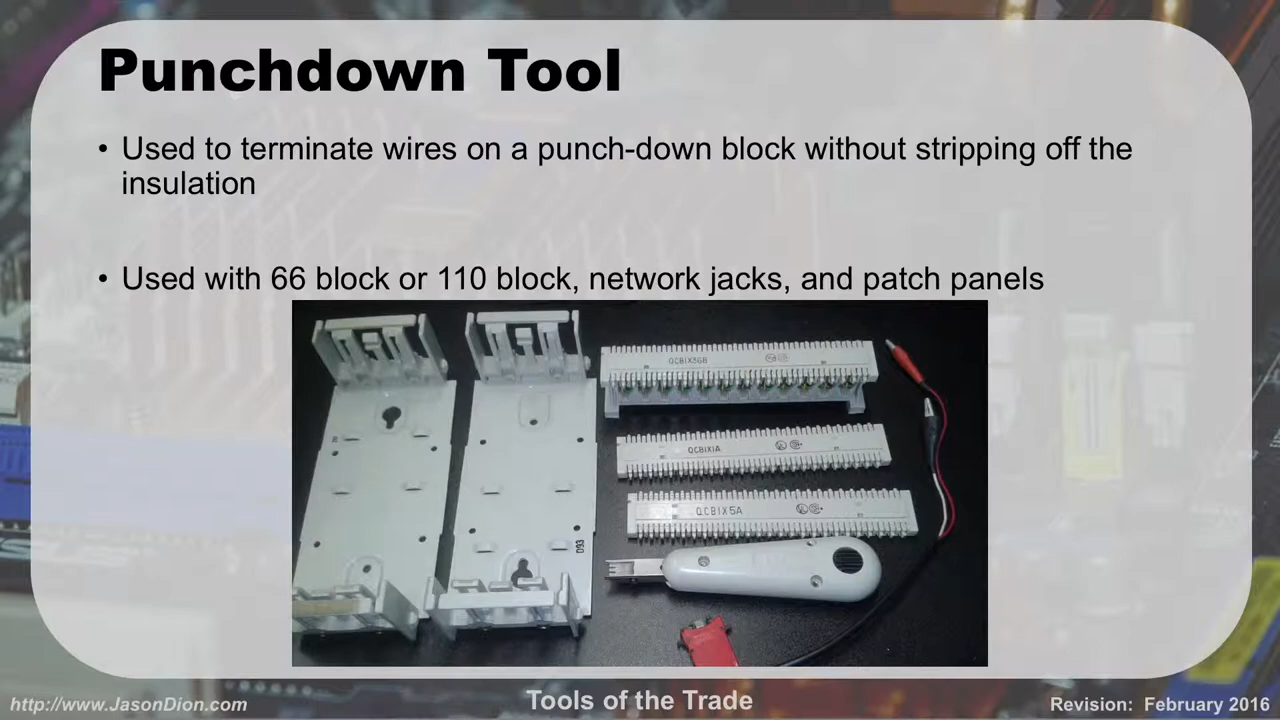 Punchdown Tool
• Used to terminate wires on a punch-down block without stripping off the
insulation
• Used with 66 block or 110 block, network jacks, and patch panels
QCBIX36B
QCBIX1A
QCBIX5A
D93
http://www.JasonDion.com
Tools of the Trade
Revision: February 2016